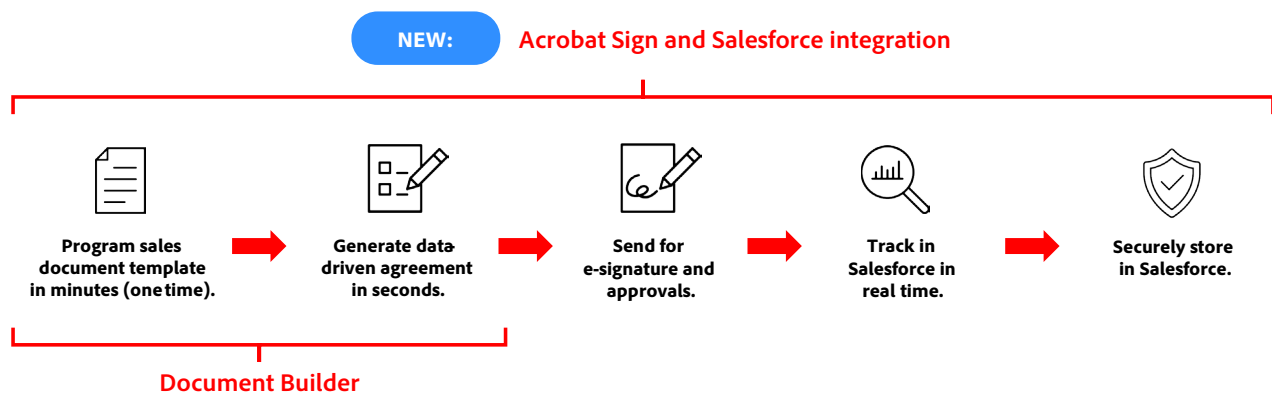 NEW: Acrobat Sign and Salesforce integration
Program sales
document template
in minutes (one time).
Generate data-
driven agreement
in seconds.
Send for
e-signature and
approvals.
Track in
Salesforce in
real time.
Securely store
in Salesforce.
Document Builder